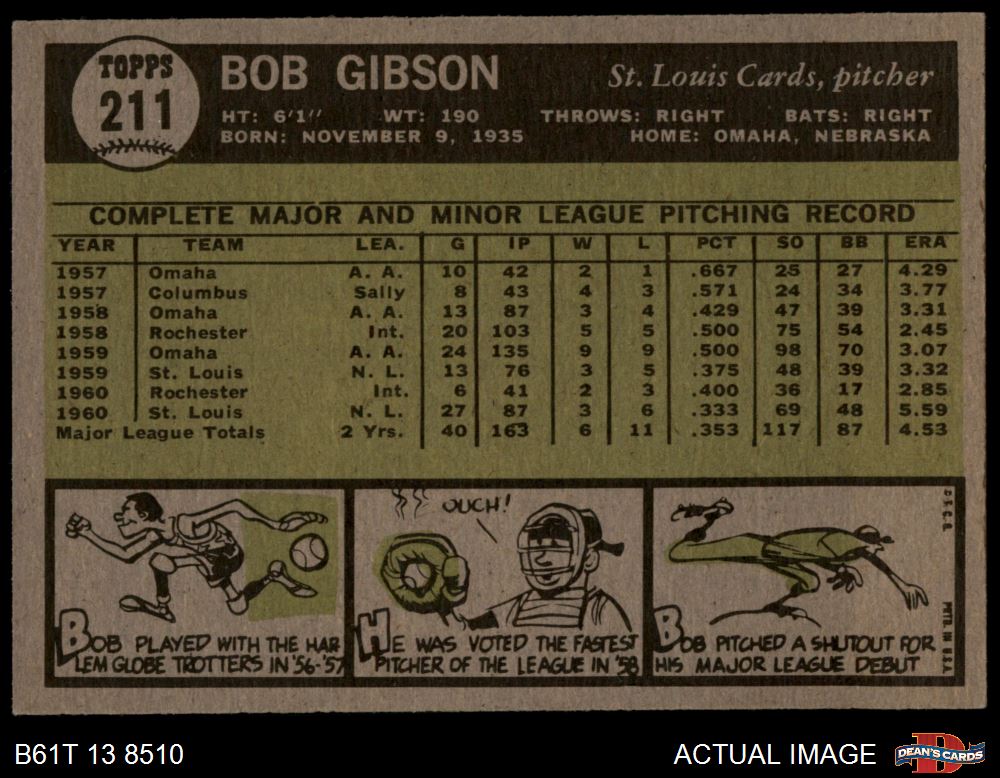 TOPPS
211
BOB GIBSON
St. Louis Cards, pitcher
HT: 6'1" WT: 190 THROWS: RIGHT BATS: RIGHT
BORN: NOVEMBER 9, 1935 HOME: OMAHA, NEBRASKA
COMPLETE MAJOR AND MINOR LEAGUE PITCHING RECORD
YEAR TEAM LEA. G IP W L PCT SO BB ERA
1957 Omaha A. A. 10 42 2 1 .667 25 27 4.29
1957 Columbus Sally 8 43 4 3 .571 24 34 3.77
1958 Omaha A. A. 13 87 3 4 .429 47 39 3.31
1958 Rochester Int. 20 103 5 5 .500 75 54 2.45
1959 Omaha A. A. 24 135 9 9 .500 98 70 3.07
1959 St. Louis N. L. 13 76 3 5 .375 48 39 3.32
1960 Rochester Int. 6 41 2 3 .400 36 17 2.85
1960 St. Louis N. L. 27 87 3 6 .333 69 48 5.59
Major League Totals 2 Yrs. 40 163 6 11 .353 117 87 4.53
BOB PLAYED WITH THE HAR
LEM GLOBE TROTTERS IN '56-'57
OUCH!
HE WAS VOTED THE FASTEST
PITCHER OF THE LEAGUE IN '58
BOB PITCHED A SHUTOUT FOR
HIS MAJOR LEAGUE DEBUT
©T.C.G.
PRTD. IN U.S.A.
B61T 13 8510
ACTUAL IMAGE
DEAN'S CARDS